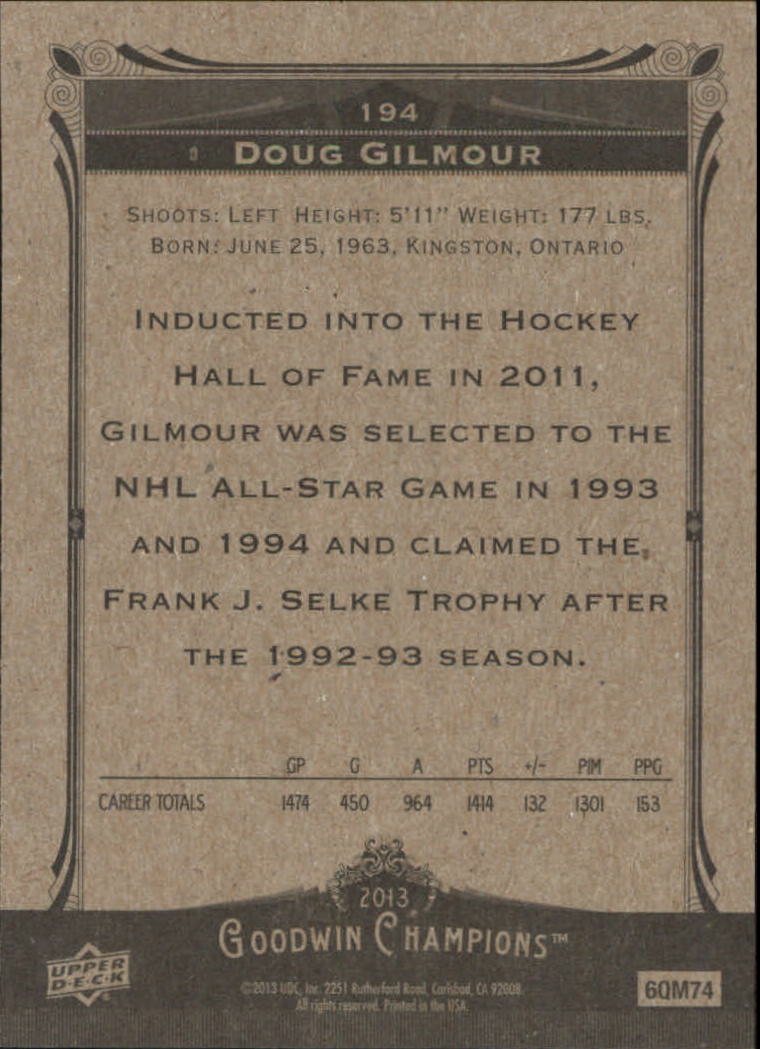 194
DOUG GILMOUR
SHOOTS: LEFT HEIGHT: 5'11" WEIGHT: 177 LBS.
BORN: JUNE 25, 1963, KINGSTON, ONTARIO
INDUCTED INTO THE HOCKEY
HALL OF FAME IN 2011,
GILMOUR WAS SELECTED TO THE
NHL ALL-STAR GAME IN 1993
AND 1994 AND CLAIMED THE
FRANK J. SELKE TROPHY AFTER
THE 1992-93 SEASON.
GP G A PTS +/- PIM PPG
CAREER TOTALS 1474 450 964 1414 132 1301 153
2013
GOODWIN CHAMPIONS™
UPPER
D•E•C•K
©2013 UDC, Inc. 2251 Rutherford Road, Carlsbad, CA 92008.
All rights reserved. Printed in the USA.
6QM74